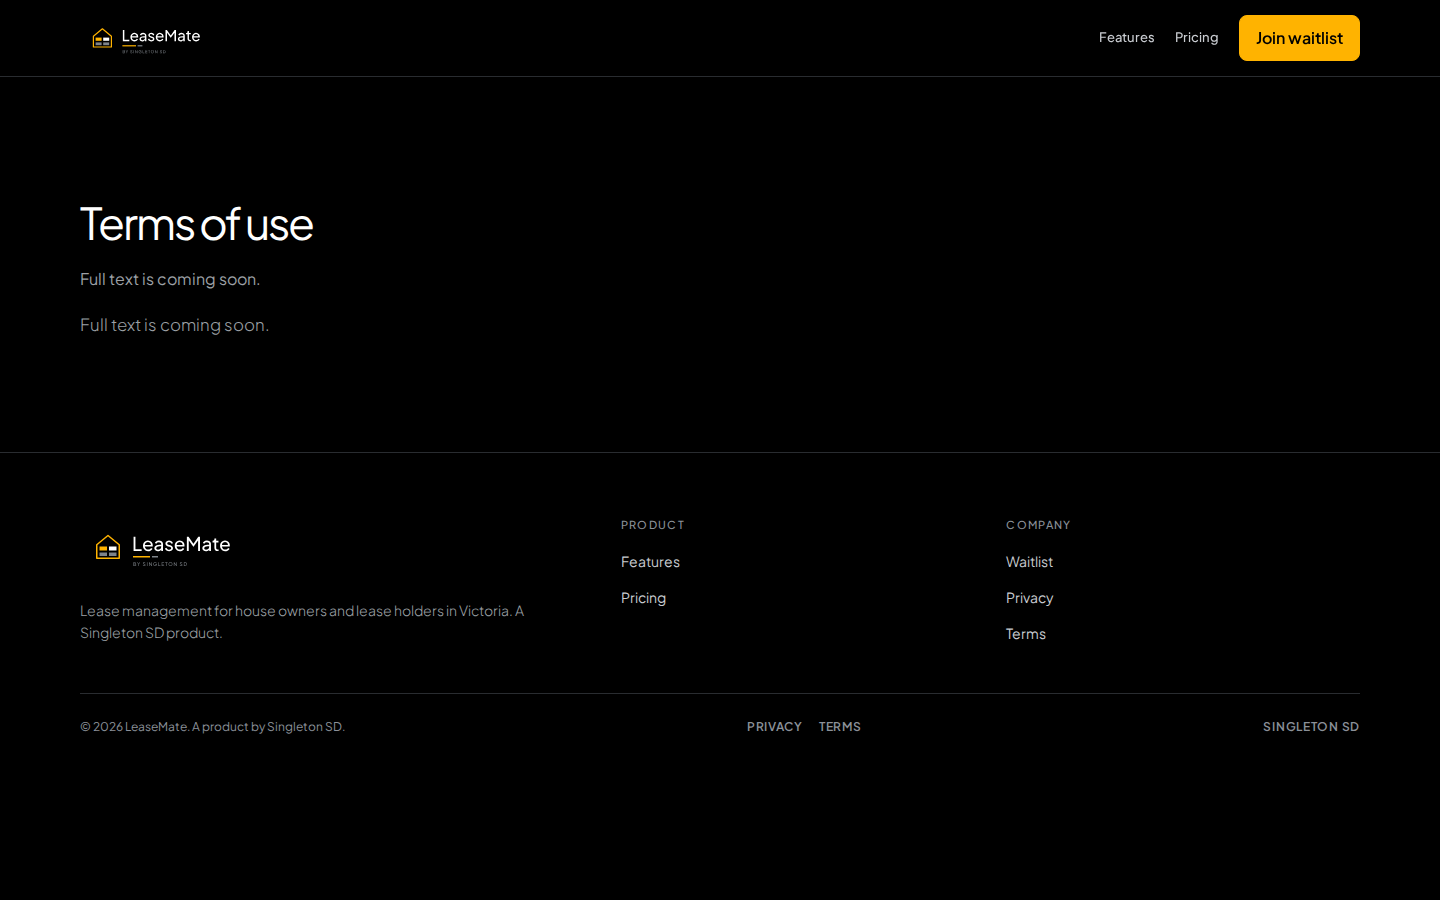 LeaseMate
BY SINGLETON SD
Features
Pricing
Join waitlist
Terms of use
Full text is coming soon.
Full text is coming soon.
LeaseMate
BY SINGLETON SD
Lease management for house owners and lease holders in Victoria. A
Singleton SD product.
PRODUCT
Features
Pricing
COMPANY
Waitlist
Privacy
Terms
© 2026 LeaseMate. A product by Singleton SD.
PRIVACY
TERMS
SINGLETON SD